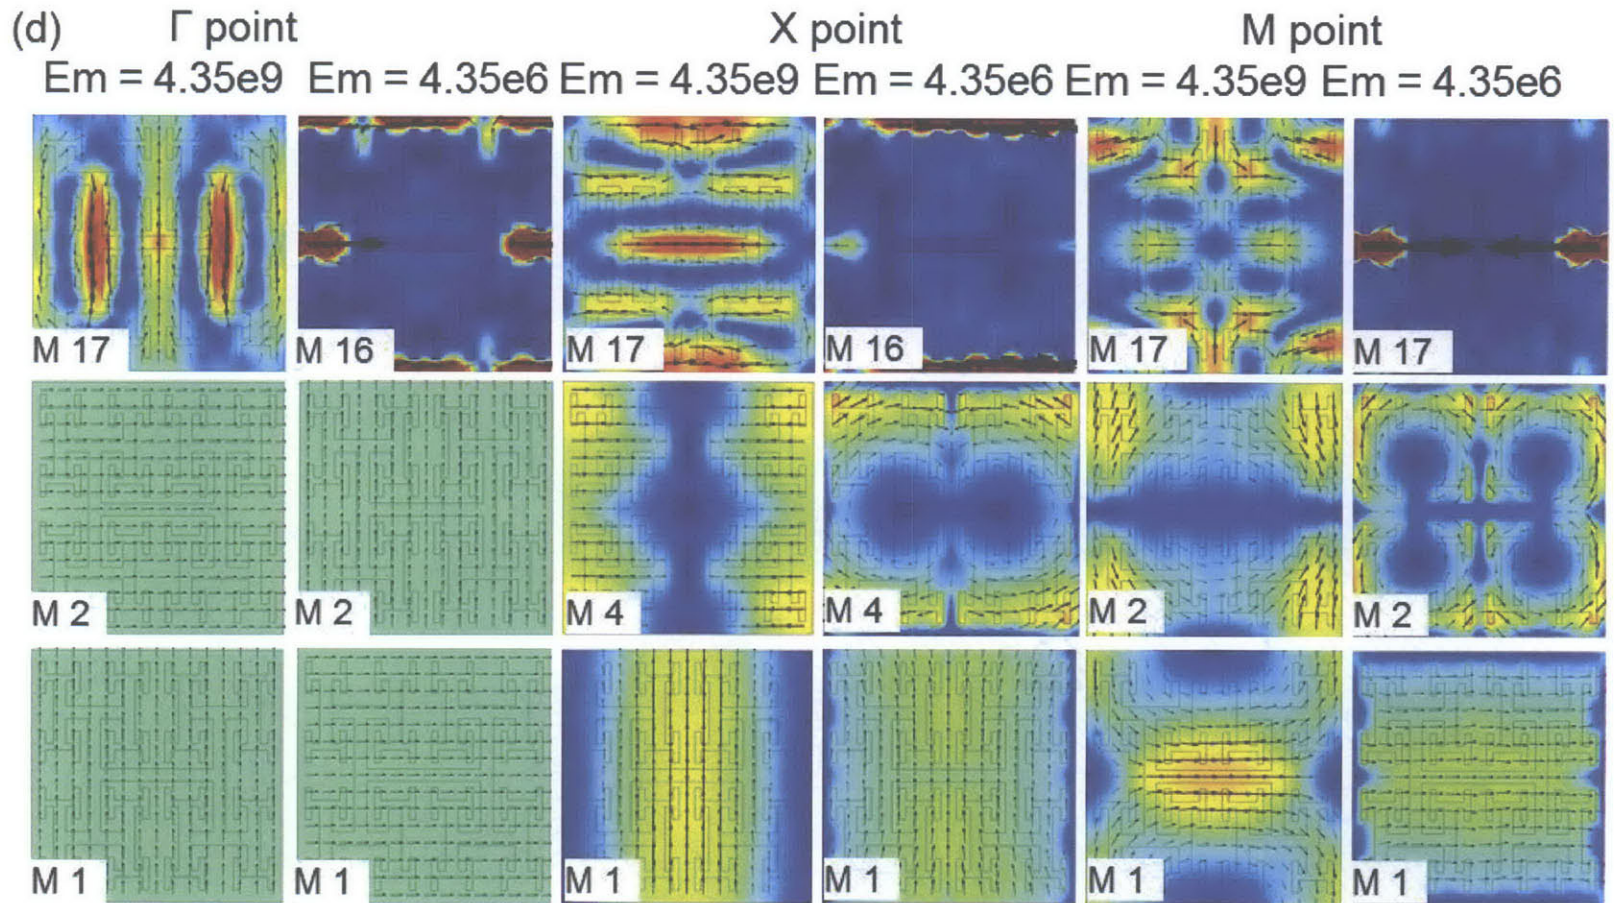 (d) Γ point X point M point
Em = 4.35e9 Em = 4.35e6 Em = 4.35e9 Em = 4.35e6 Em = 4.35e9 Em = 4.35e6
M 17 M 16 M 17 M 16 M 17 M 17
M 2 M 2 M 4 M 4 M 2 M 2
M 1 M 1 M 1 M 1 M 1 M 1